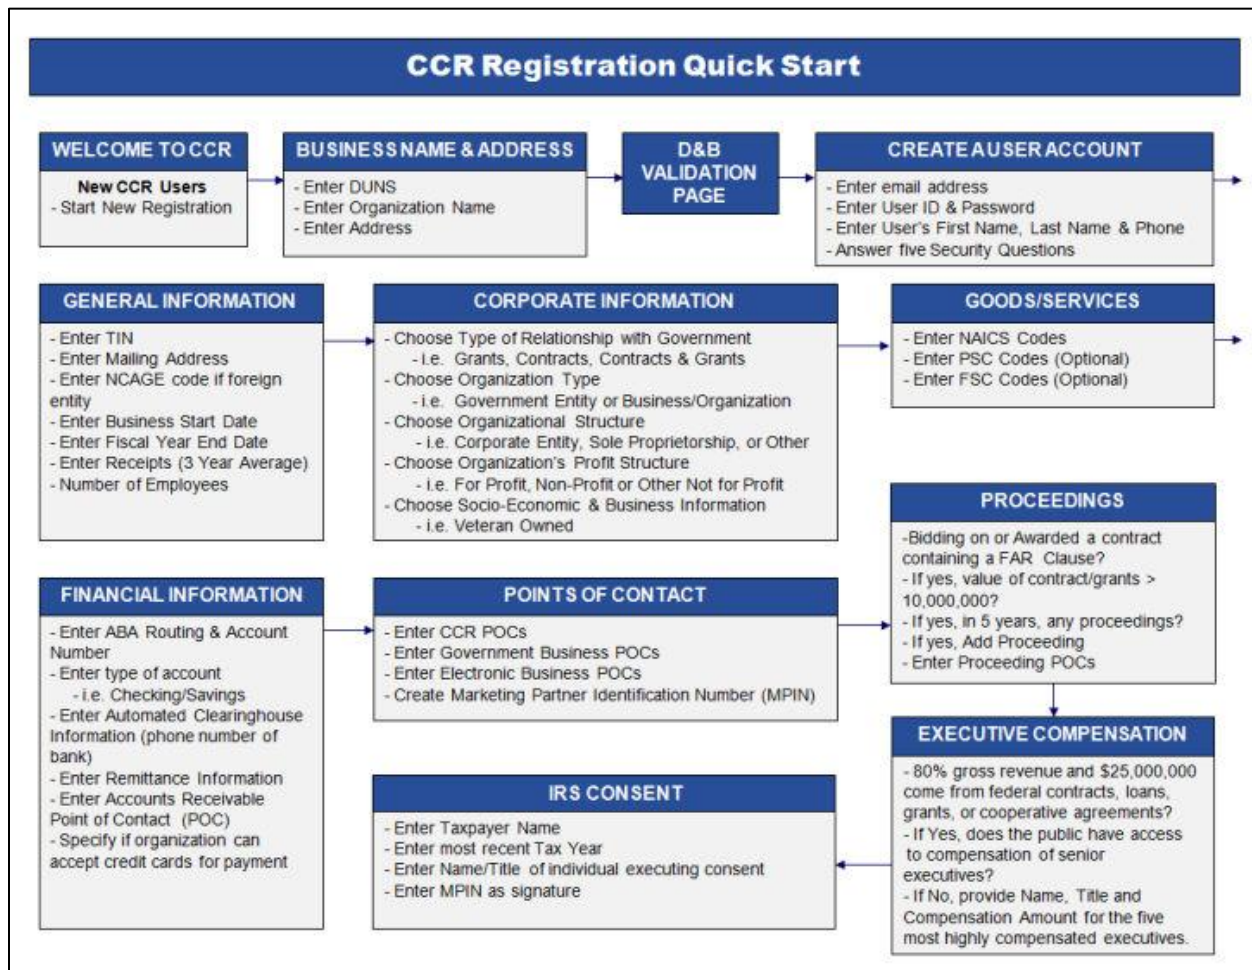 CCR Registration Quick Start
WELCOME TO CCR
New CCR Users
- Start New Registration
BUSINESS NAME & ADDRESS
- Enter DUNS
- Enter Organization Name
- Enter Address
D&B
VALIDATION
PAGE
CREATE A USER ACCOUNT
- Enter email address
- Enter User ID & Password
- Enter User's First Name, Last Name & Phone
- Answer five Security Questions
GENERAL INFORMATION
- Enter TIN
- Enter Mailing Address
- Enter NCAGE code if foreign
entity
- Enter Business Start Date
- Enter Fiscal Year End Date
- Enter Receipts (3 Year Average)
- Number of Employees
CORPORATE INFORMATION
- Choose Type of Relationship with Government
- i.e. Grants, Contracts, Contracts & Grants
- Choose Organization Type
- i.e. Government Entity or Business/Organization
- Choose Organizational Structure
- i.e. Corporate Entity, Sole Proprietorship, or Other
- Choose Organization's Profit Structure
- i.e. For Profit, Non-Profit or Other Not for Profit
- Choose Socio-Economic & Business Information
- i.e. Veteran Owned
GOODS/SERVICES
- Enter NAICS Codes
- Enter PSC Codes (Optional)
- Enter FSC Codes (Optional)
FINANCIAL INFORMATION
- Enter ABA Routing & Account
Number
- Enter type of account
- i.e. Checking/Savings
- Enter Automated Clearinghouse
Information (phone number of
bank)
- Enter Remittance Information
- Enter Accounts Receivable
Point of Contact (POC)
- Specify if organization can
accept credit cards for payment
POINTS OF CONTACT
- Enter CCR POCs
- Enter Government Business POCs
- Enter Electronic Business POCs
- Create Marketing Partner Identification Number (MPIN)
PROCEEDINGS
-Bidding on or Awarded a contract
containing a FAR Clause?
- If yes, value of contract/grants >
10,000,000?
- If yes, in 5 years, any proceedings?
- If yes, Add Proceeding
- Enter Proceeding POCs
EXECUTIVE COMPENSATION
- 80% gross revenue and $25,000,000
come from federal contracts, loans,
grants, or cooperative agreements?
- If Yes, does the public have access
to compensation of senior
executives?
- If No, provide Name, Title and
Compensation Amount for the five
most highly compensated executives.
IRS CONSENT
- Enter Taxpayer Name
- Enter most recent Tax Year
- Enter Name/Title of individual executing consent
- Enter MPIN as signature